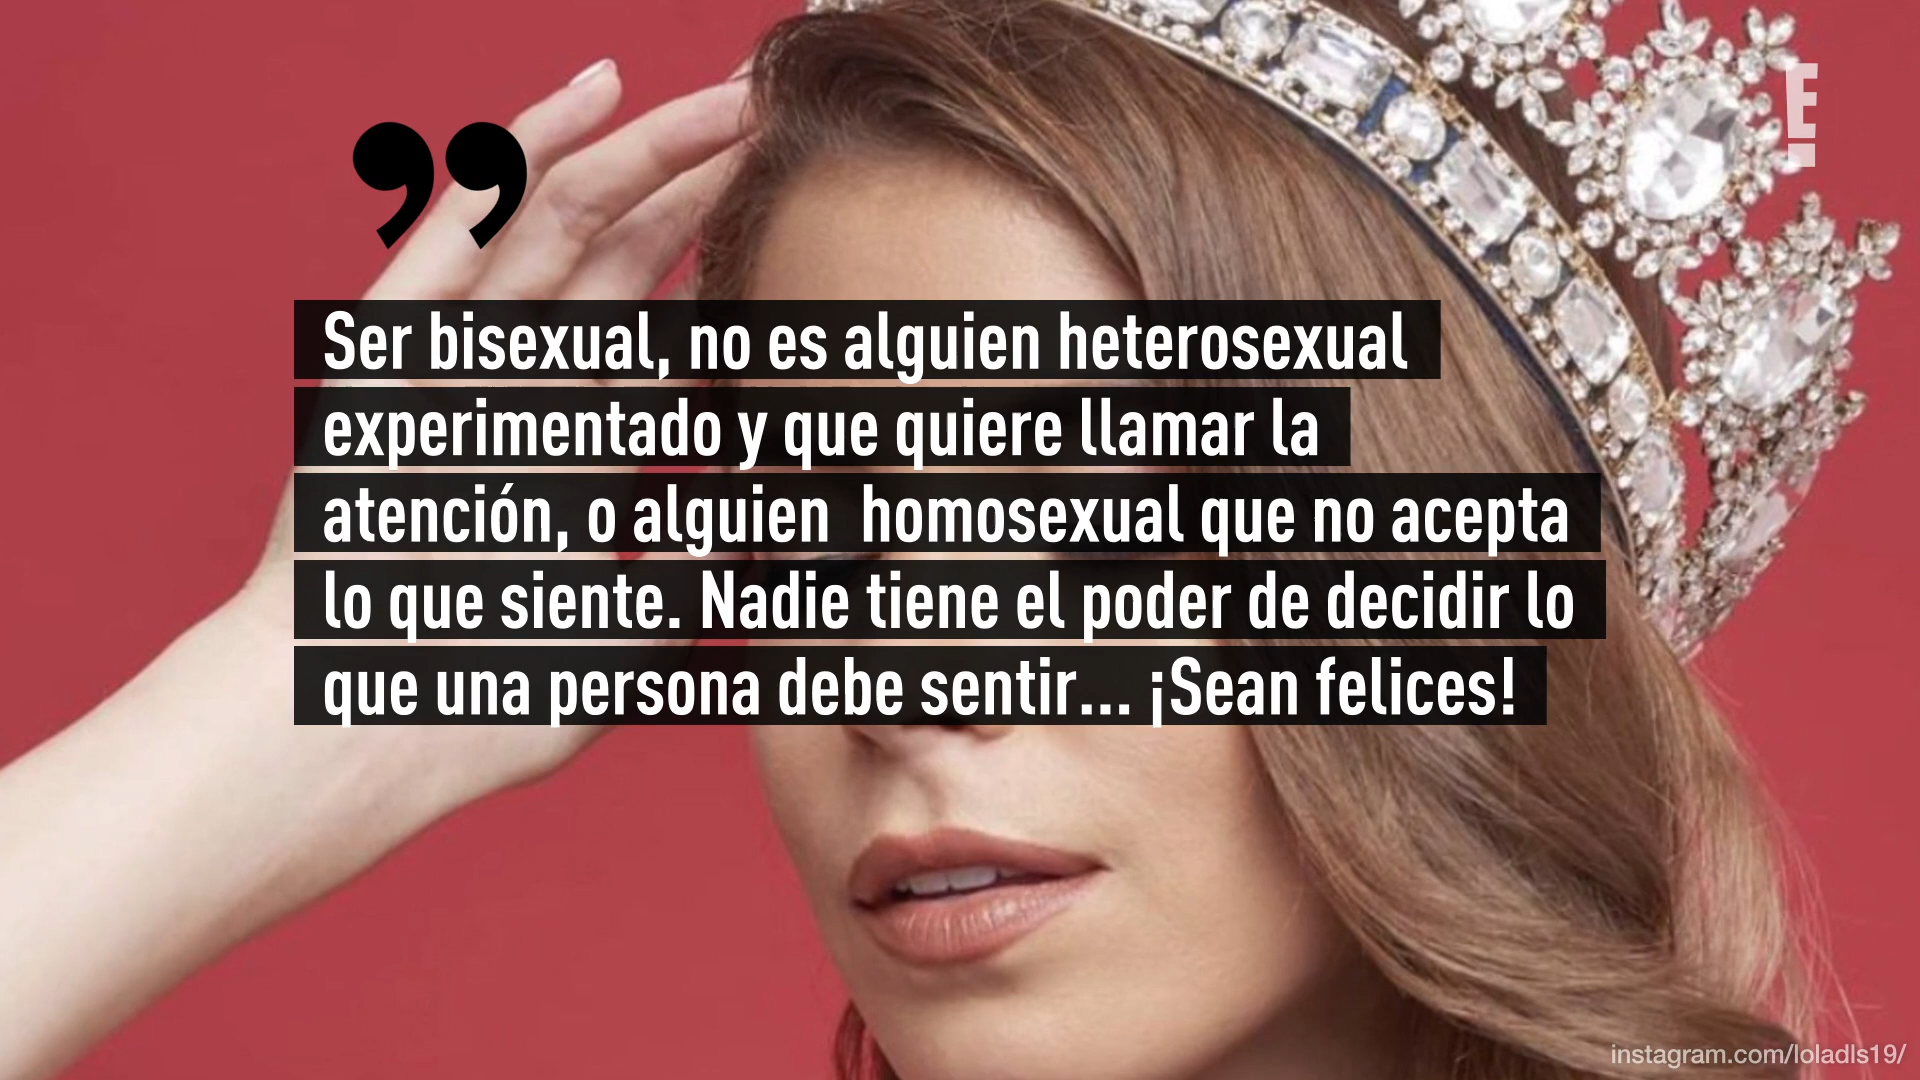 ”
Ser bisexual, no es alguien heterosexual
experimentado y que quiere llamar la
atención, o alguien  homosexual que no acepta
lo que siente. Nadie tiene el poder de decidir lo
que una persona debe sentir... ¡Sean felices!
E!
instagram.com/loladls19/